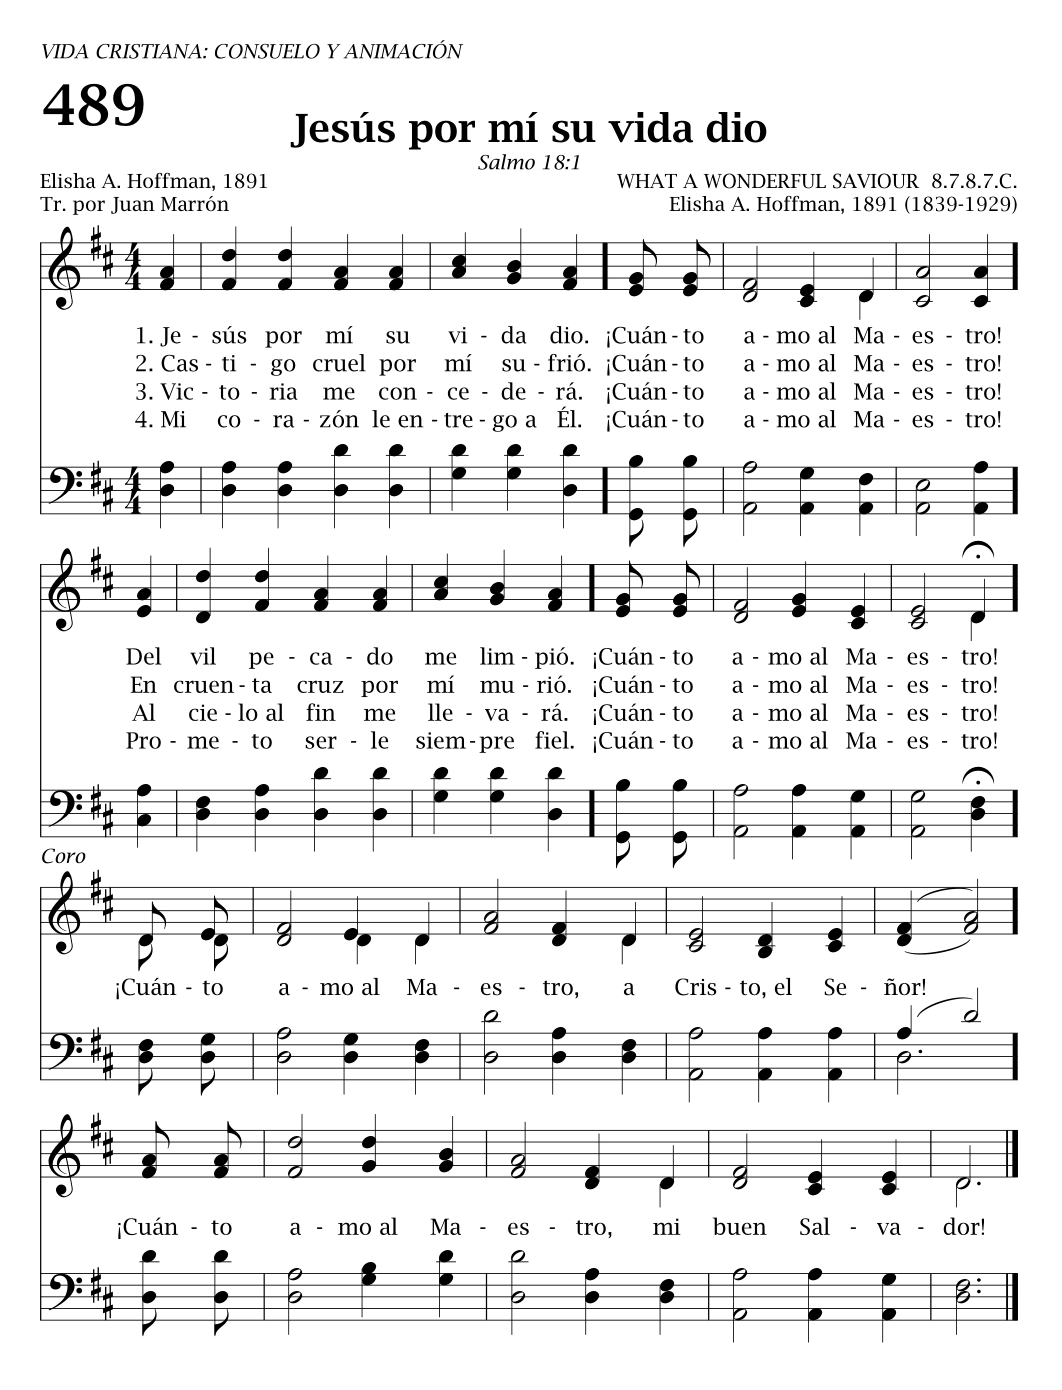 VIDA CRISTIANA: CONSUELO Y ANIMACIÓN
489
Jesús por mí su vida dio
Salmo 18:1
Elisha A. Hoffman, 1891
WHAT A WONDERFUL SAVIOUR 8.7.8.7.C.
Tr. por Juan Marrón
Elisha A. Hoffman, 1891 (1839-1929)
1. Je - sús por mí su vi - da dio. ¡Cuán - to a - mo al Ma - es - tro!
2. Cas - ti - go cruel por mí su - frió. ¡Cuán - to a - mo al Ma - es - tro!
3. Vic - to - ria me con - ce - de - rá. ¡Cuán - to a - mo al Ma - es - tro!
4. Mi co - ra - zón le en - tre - go a Él. ¡Cuán - to a - mo al Ma - es - tro!
Del vil pe - ca - do me lim - pió. ¡Cuán - to a - mo al Ma - es - tro!
En cruen - ta cruz por mí mu - rió. ¡Cuán - to a - mo al Ma - es - tro!
Al cie - lo al fin me lle - va - rá. ¡Cuán - to a - mo al Ma - es - tro!
Pro - me - to ser - le siem - pre fiel. ¡Cuán - to a - mo al Ma - es - tro!
Coro
¡Cuán - to a - mo al Ma - es - tro, a Cris - to, el Se - ñor!
¡Cuán - to a - mo al Ma - es - tro, mi buen Sal - va - dor!